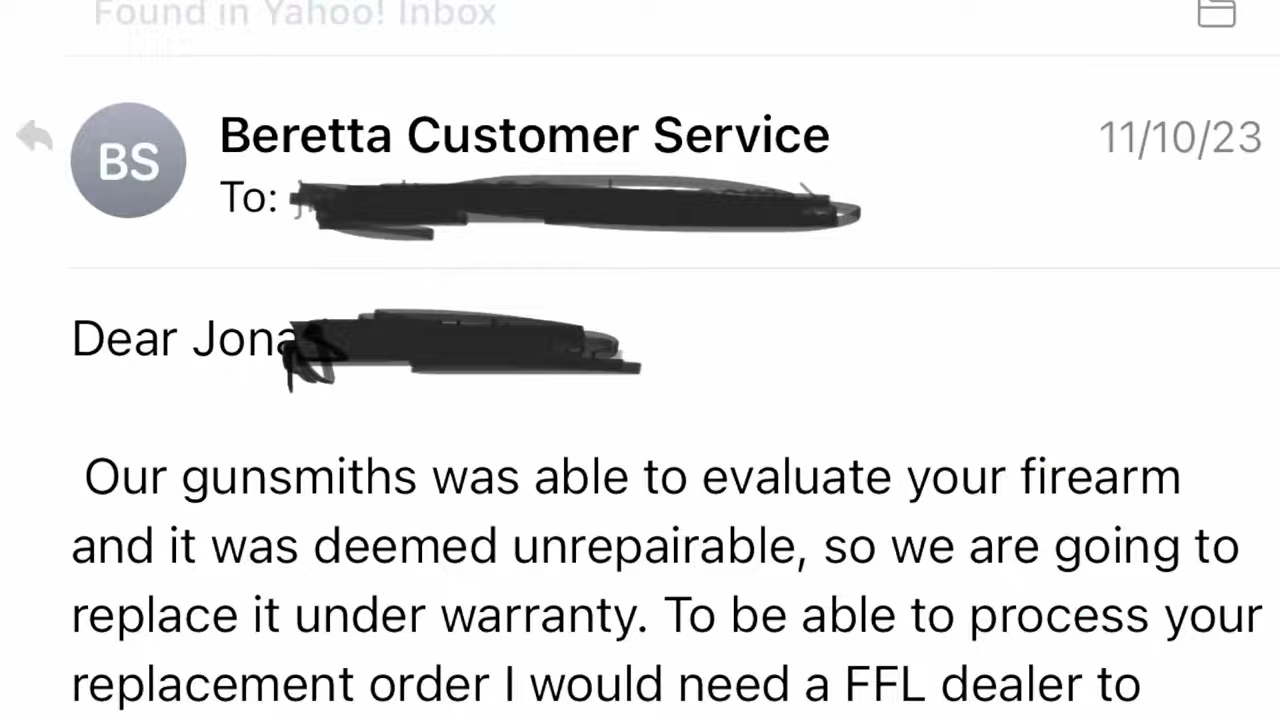 Found in Yahoo! Inbox
BS
Beretta Customer Service
11/10/23
To:
Dear Jona
Our gunsmiths was able to evaluate your firearm
and it was deemed unrepairable, so we are going to
replace it under warranty. To be able to process your
replacement order I would need a FFL dealer to